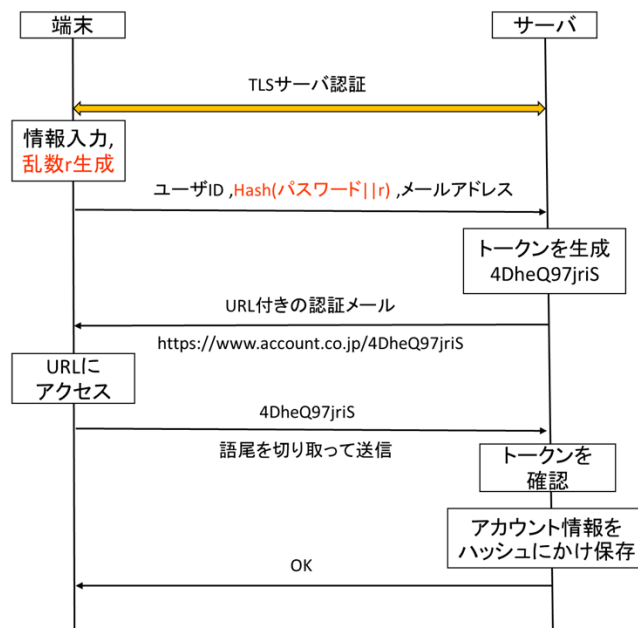 端末
サーバ
TLSサーバ認証
情報入力,
乱数r生成
ユーザID ,Hash(パスワード||r) ,メールアドレス
トークンを生成
4DheQ97jriS
URL付きの認証メール
https://www.account.co.jp/4DheQ97jriS
URLに
アクセス
4DheQ97jriS
語尾を切り取って送信
トークンを
確認
アカウント情報を
ハッシュにかけ保存
OK